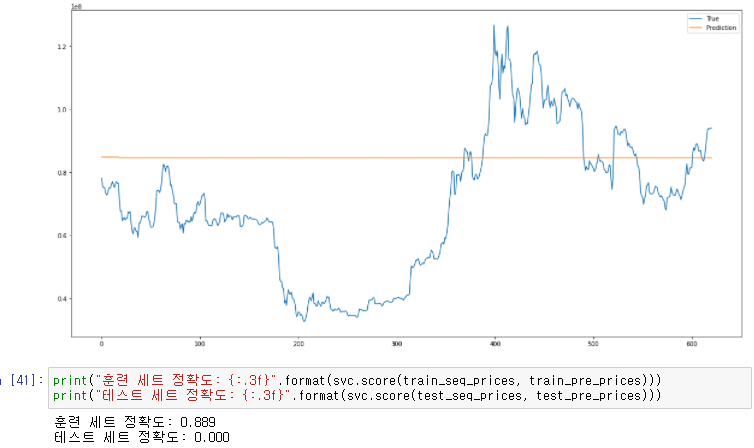 1e8
True
Prediction
1.2
1.0
0.8
0.6
0.4
0 100 200 300 400 500 600
[41]: print("훈련 세트 정확도: {:.3f}".format(svc.score(train_seq_prices, train_pre_prices)))
print("테스트 세트 정확도: {:.3f}".format(svc.score(test_seq_prices, test_pre_prices)))
훈련 세트 정확도: 0.889
테스트 세트 정확도: 0.000